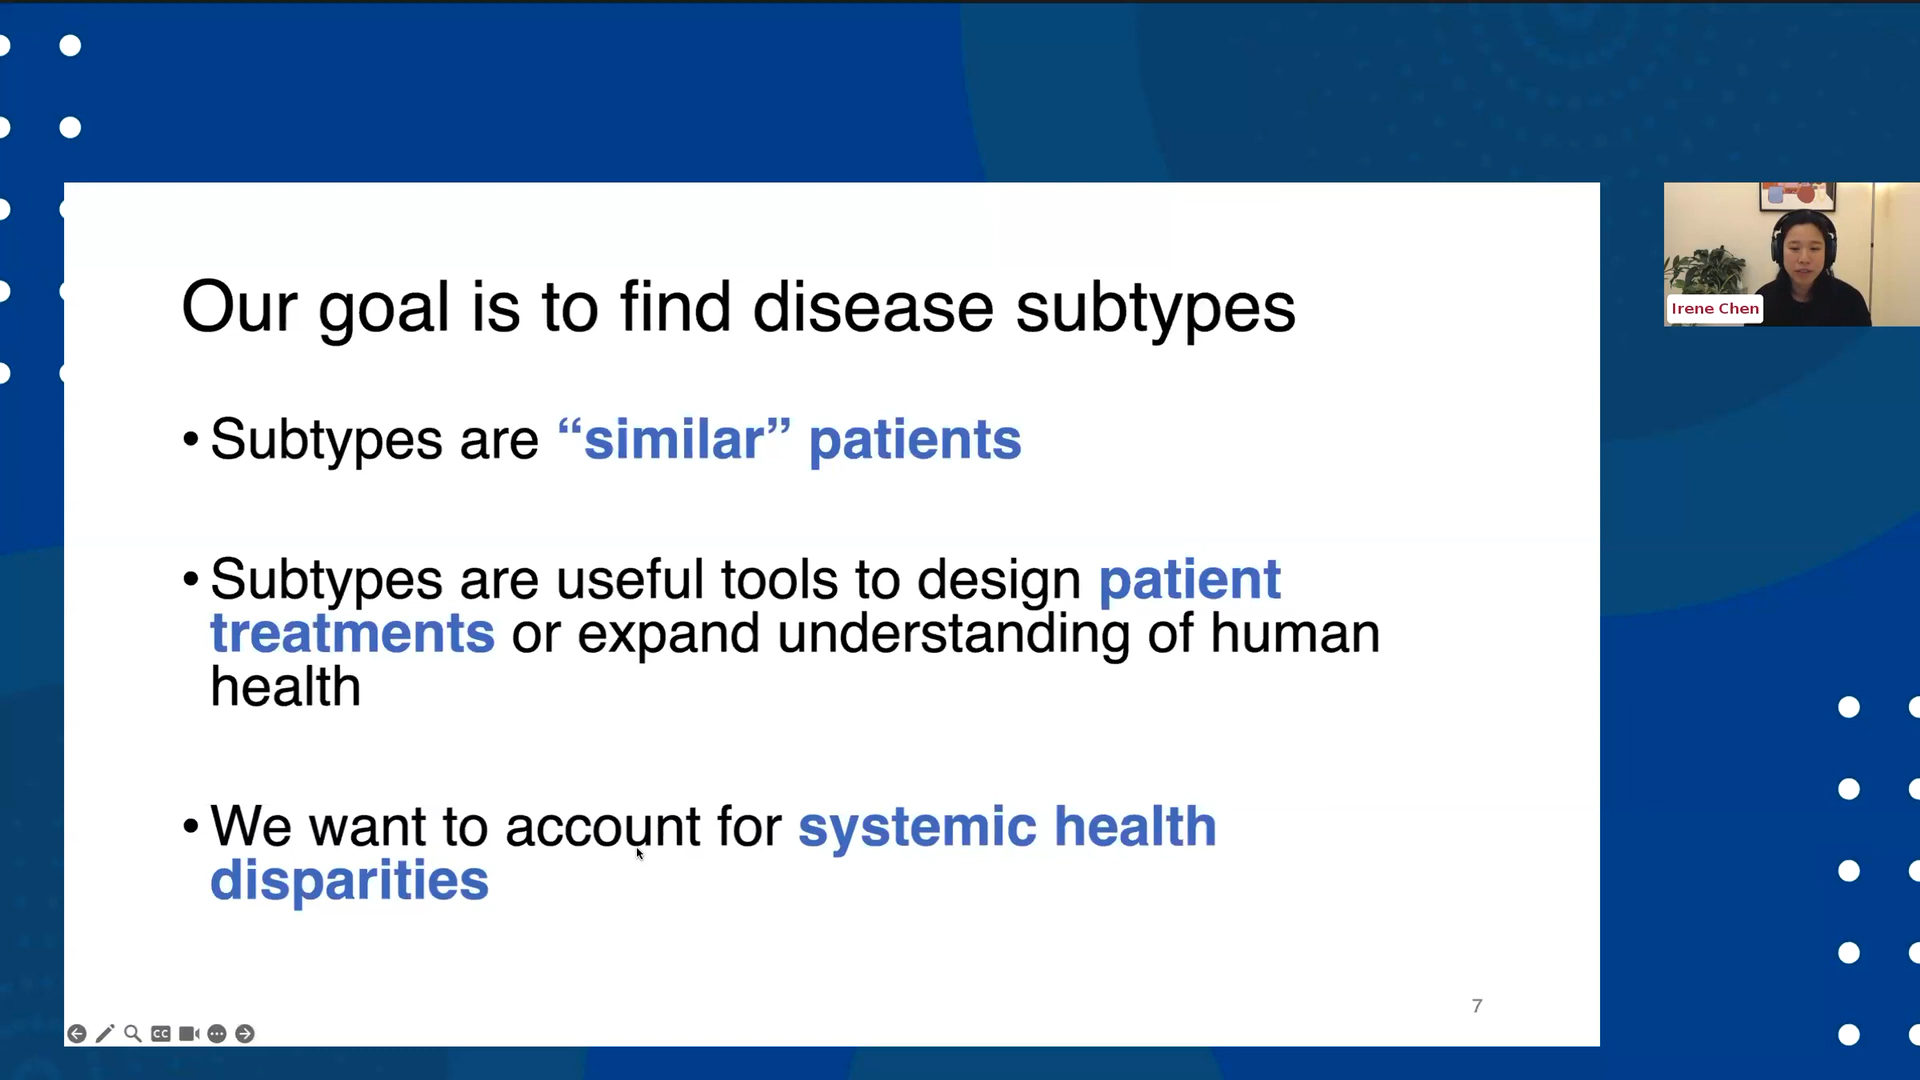 Our goal is to find disease subtypes
• Subtypes are “similar” patients
• Subtypes are useful tools to design patient
treatments or expand understanding of human
health
• We want to account for systemic health
disparities
7
CC
Irene Chen